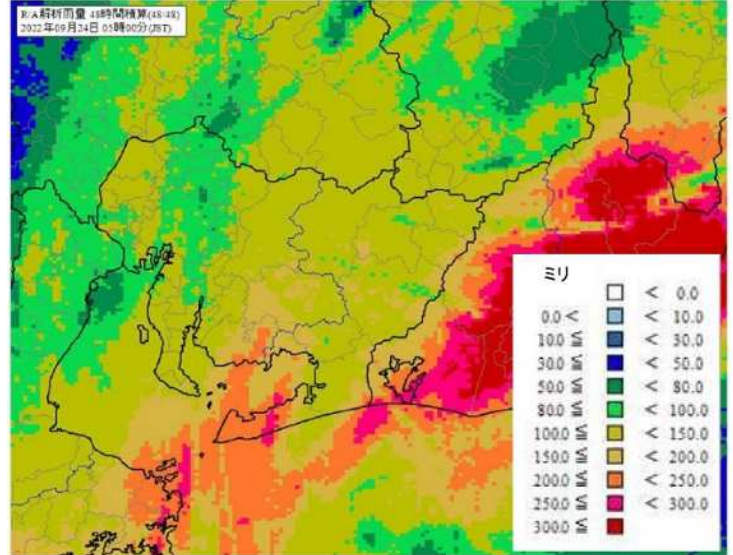 R/A解析雨量 48時間積算(48/48)
2022年09月24日 05時00分(JST)
ミリ
< 0.0
0.0 < < 10.0
10.0 ≦ < 30.0
30.0 ≦ < 50.0
50.0 ≦ < 80.0
80.0 ≦ < 100.0
100.0 ≦ < 150.0
150.0 ≦ < 200.0
200.0 ≦ < 250.0
250.0 ≦ < 300.0
300.0 ≦